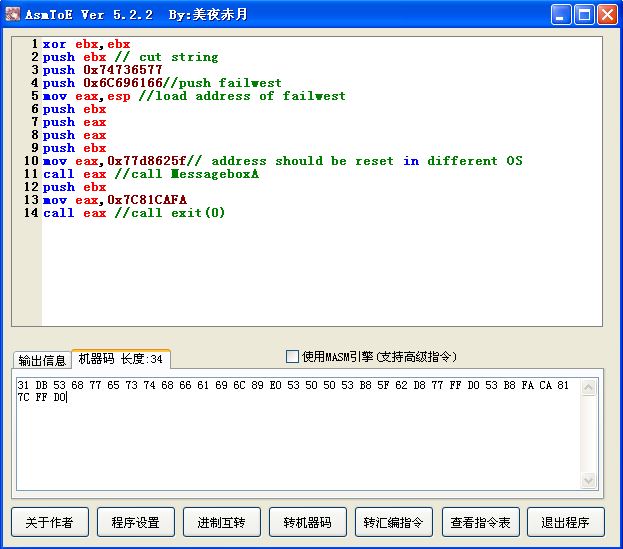 AsmToE Ver 5.2.2 By:美夜赤月
1 xor ebx,ebx
2 push ebx // cut string
3 push 0x74736577
4 push 0x6C696166//push failwest
5 mov eax,esp //load address of failwest
6 push ebx
7 push eax
8 push eax
9 push ebx
10 mov eax,0x77d8625f// address should be reset in different OS
11 call eax //call MessageboxA
12 push ebx
13 mov eax,0x7C81CAFA
14 call eax //call exit(0)
输出信息 机器码 长度:34 使用MASM引擎(支持高级指令)
31 DB 53 68 77 65 73 74 68 66 61 69 6C 89 E0 53 50 50 53 B8 5F 62 D8 77 FF D0 53 B8 FA CA 81
7C FF D0
关于作者 程序设置 进制互转 转机器码 转汇编指令 查看指令表 退出程序